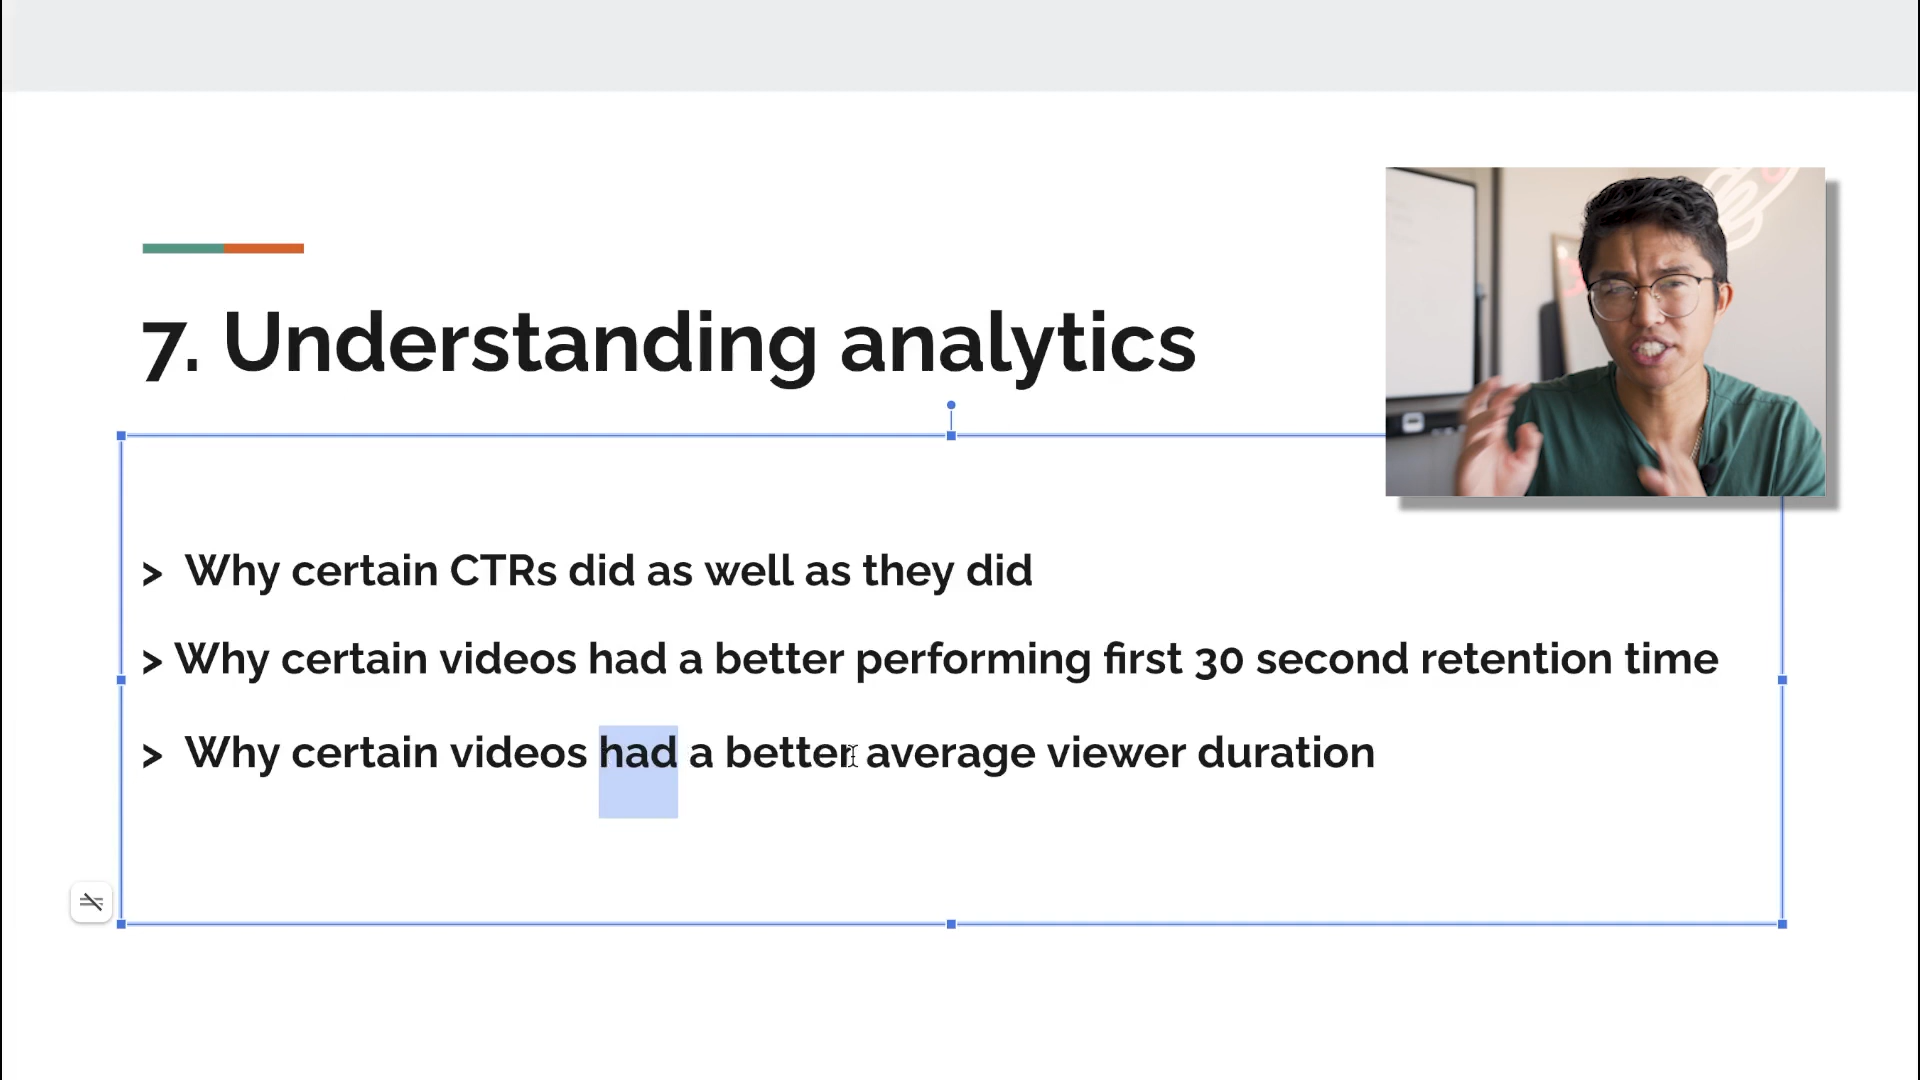 7. Understanding analytics
> Why certain CTRs did as well as they did
> Why certain videos had a better performing first 30 second retention time
> Why certain videos had a better average viewer duration